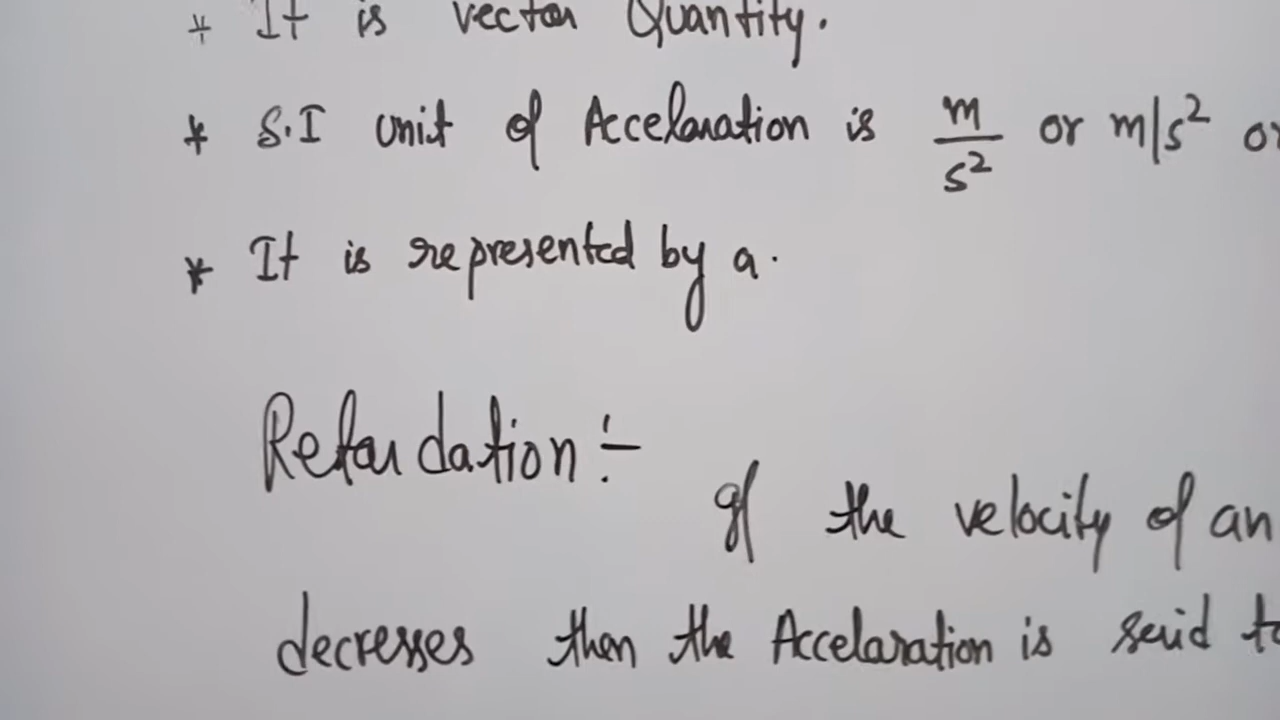 * It is vector Quantity.
* S.I unit of Accelaration is m/s² or m/s² or
* It is represented by a.
Retardation :-
If the velocity of an
decreses then the Accelaration is said to